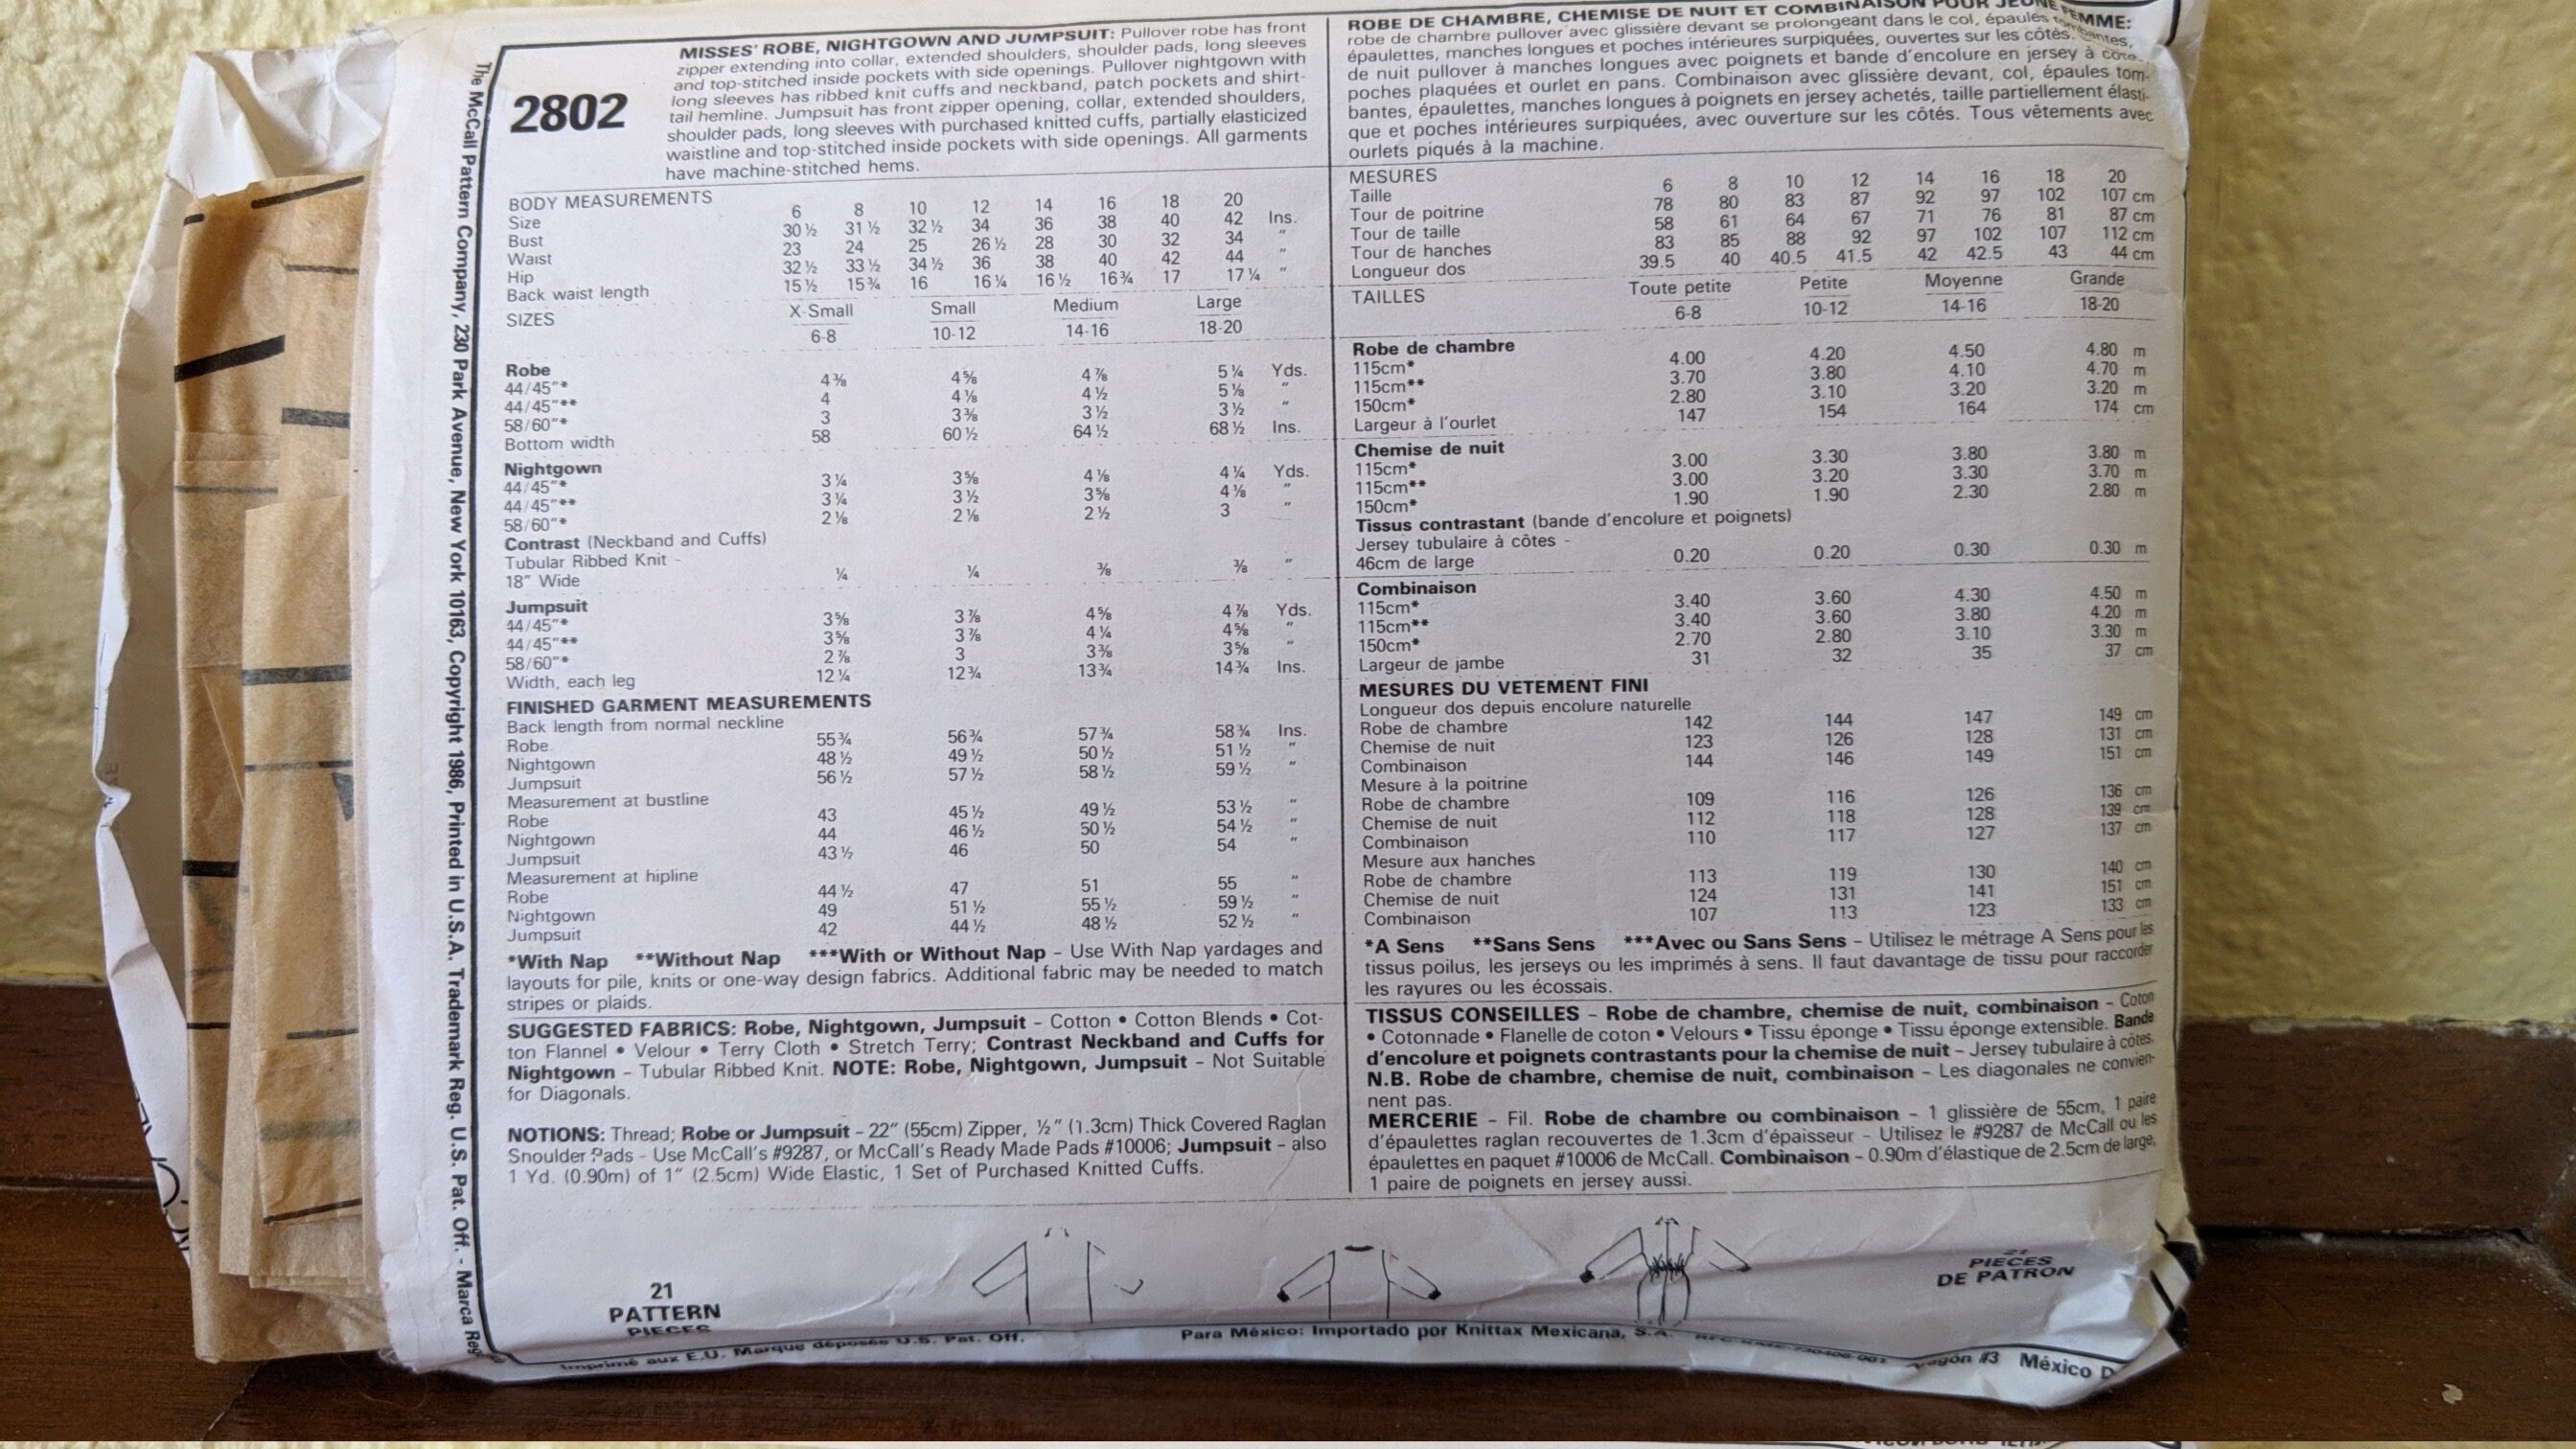 The McCall Pattern Company, 230 Park Avenue, New York 10163, Copyright 1986, Printed in U.S.A. Trademark Reg. U.S. Pat. Off. - Marca Reg
2802
MISSES' ROBE, NIGHTGOWN AND JUMPSUIT: Pullover robe has front
zipper extending into collar, extended shoulders, shoulder pads, long sleeves
and top-stitched inside pockets with side openings. Pullover nightgown with
long sleeves has ribbed knit cuffs and neckband, patch pockets and shirt-
tail hemline. Jumpsuit has front zipper opening, collar, extended shoulders,
shoulder pads, long sleeves with purchased knitted cuffs, partially elasticized
waistline and top-stitched inside pockets with side openings. All garments
have machine-stitched hems.
BODY MEASUREMENTS
Size 6 8 10 12 14 16 18 20
Bust 30½ 31½ 32½ 34 36 38 40 42 Ins.
Waist 23 24 25 26½ 28 30 32 34 "
Hip 32½ 33½ 34½ 36 38 40 42 44 "
Back waist length 15½ 15¾ 16 16¼ 16½ 16¾ 17 17¼ "
SIZES X-Small Small Medium Large
6-8 10-12 14-16 18-20
Robe
44/45"* 4⅜ 4⅝ 4⅞ 5¼ Yds.
44/45"** 4 4⅛ 4½ 5⅛ "
58/60"* 3 3⅜ 3½ 3½ "
Bottom width 58 60½ 64½ 68½ Ins.
Nightgown
44/45"* 3¼ 3⅝ 4⅛ 4¼ Yds.
44/45"** 3¼ 3½ 3⅝ 4⅛ "
58/60"* 2⅛ 2⅛ 2½ 3 "
Contrast (Neckband and Cuffs)
Tubular Ribbed Knit -
18" Wide ¼ ¼ ⅜ ⅜ "
Jumpsuit
44/45"* 3⅝ 3⅞ 4⅝ 4⅞ Yds.
44/45"** 3⅝ 3⅞ 4¼ 4⅝ "
58/60"* 2⅞ 3 3⅜ 3⅝ "
Width, each leg 12¼ 12¾ 13¾ 14¾ Ins.
FINISHED GARMENT MEASUREMENTS
Back length from normal neckline
Robe 55¾ 56¾ 57¾ 58¾ Ins.
Nightgown 48½ 49½ 50½ 51½ "
Jumpsuit 56½ 57½ 58½ 59½ "
Measurement at bustline
Robe 43 45½ 49½ 53½ "
Nightgown 44 46½ 50½ 54½ "
Jumpsuit 43½ 46 50 54 "
Measurement at hipline
Robe 44½ 47 51 55 "
Nightgown 49 51½ 55½ 59½ "
Jumpsuit 42 44½ 48½ 52½ "
*With Nap **Without Nap ***With or Without Nap – Use With Nap yardages and
layouts for pile, knits or one-way design fabrics. Additional fabric may be needed to match
stripes or plaids.
SUGGESTED FABRICS: Robe, Nightgown, Jumpsuit – Cotton • Cotton Blends • Cot-
ton Flannel • Velour • Terry Cloth • Stretch Terry; Contrast Neckband and Cuffs for
Nightgown – Tubular Ribbed Knit. NOTE: Robe, Nightgown, Jumpsuit – Not Suitable
for Diagonals.
NOTIONS: Thread; Robe or Jumpsuit – 22" (55cm) Zipper, ½" (1.3cm) Thick Covered Raglan
Shoulder Pads - Use McCall's #9287, or McCall's Ready Made Pads #10006; Jumpsuit – also
1 Yd. (0.90m) of 1" (2.5cm) Wide Elastic, 1 Set of Purchased Knitted Cuffs.
21
PATTERN
PIECES
ROBE DE CHAMBRE, CHEMISE DE NUIT ET COMBINAISON POUR JEUNE FEMME:
robe de chambre pullover avec glissière devant se prolongeant dans le col, épaules tombantes,
épaulettes, manches longues et poches intérieures surpiquées, ouvertes sur les côtés.
de nuit pullover à manches longues avec poignets et bande d'encolure en jersey à côtes
poches plaquées et ourlet en pans. Combinaison avec glissière devant, col, épaules tom-
bantes, épaulettes, manches longues à poignets en jersey achetés, taille partiellement élasti-
que et poches intérieures surpiquées, avec ouverture sur les côtés. Tous vêtements avec
ourlets piqués à la machine.
MESURES
Taille 6 8 10 12 14 16 18 20
Tour de poitrine 78 80 83 87 92 97 102 107 cm
Tour de taille 58 61 64 67 71 76 81 87 cm
Tour de hanches 83 85 88 92 97 102 107 112 cm
Longueur dos 39.5 40 40.5 41.5 42 42.5 43 44 cm
TAILLES Toute petite Petite Moyenne Grande
6-8 10-12 14-16 18-20
Robe de chambre
115cm* 4.00 4.20 4.50 4.80 m
115cm** 3.70 3.80 4.10 4.70 m
150cm* 2.80 3.10 3.20 3.20 m
Largeur à l'ourlet 147 154 164 174 cm
Chemise de nuit
115cm* 3.00 3.30 3.80 3.80 m
115cm** 3.00 3.20 3.30 3.70 m
150cm* 1.90 1.90 2.30 2.80 m
Tissus contrastant (bande d'encolure et poignets)
Jersey tubulaire à côtes -
46cm de large 0.20 0.20 0.30 0.30 m
Combinaison
115cm* 3.40 3.60 4.30 4.50 m
115cm** 3.40 3.60 3.80 4.20 m
150cm* 2.70 2.80 3.10 3.30 m
Largeur de jambe 31 32 35 37 cm
MESURES DU VETEMENT FINI
Longueur dos depuis encolure naturelle
Robe de chambre 142 144 147 149 cm
Chemise de nuit 123 126 128 131 cm
Combinaison 144 146 149 151 cm
Mesure à la poitrine
Robe de chambre 109 116 126 136 cm
Chemise de nuit 112 118 128 139 cm
Combinaison 110 117 127 137 cm
Mesure aux hanches
Robe de chambre 113 119 130 140 cm
Chemise de nuit 124 131 141 151 cm
Combinaison 107 113 123 133 cm
*A Sens **Sans Sens ***Avec ou Sans Sens – Utilisez le métrage A Sens pour les
tissus poilus, les jerseys ou les imprimés à sens. Il faut davantage de tissu pour raccorder
les rayures ou les écossais.
TISSUS CONSEILLES – Robe de chambre, chemise de nuit, combinaison – Coton
• Cotonnade • Flanelle de coton • Velours • Tissu éponge • Tissu éponge extensible. Bande
d'encolure et poignets contrastants pour la chemise de nuit – Jersey tubulaire à côtes.
N.B. Robe de chambre, chemise de nuit, combinaison – Les diagonales ne convien-
nent pas.
MERCERIE – Fil. Robe de chambre ou combinaison – 1 glissière de 55cm, 1 paire
d'épaulettes raglan recouvertes de 1.3cm d'épaisseur – Utilisez le #9287 de McCall ou les
épaulettes en paquet #10006 de McCall. Combinaison – 0.90m d'élastique de 2.5cm de large,
1 paire de poignets en jersey aussi.
21
PIECES
DE PATRON
Imprimé aux E.U. Marque déposée U.S. Pat. Off.
Para México: Importado por Knittax Mexicana, S.A.
#3 México D